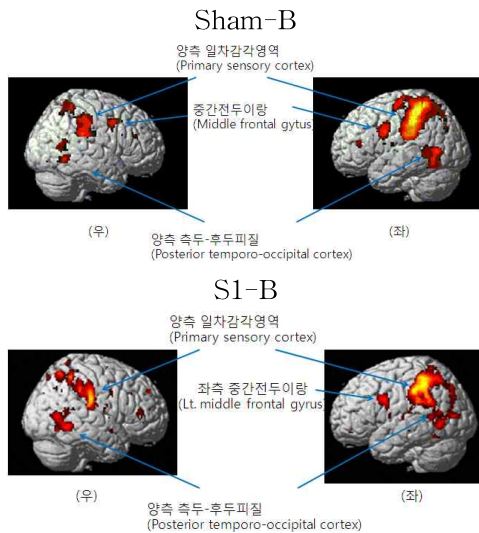 Sham-B
양측 일차감각영역
(Primary sensory cortex)
중간전두이랑
(Middle frontal gytus)
(우)
양측 측두-후두피질
(Posterior temporo-occipital cortex)
(좌)
S1-B
양측 일차감각영역
(Primary sensory cortex)
좌측 중간전두이랑
(Lt. middle frontal gyrus)
(우)
양측 측두-후두피질
(Posterior temporo-occipital cortex)
(좌)